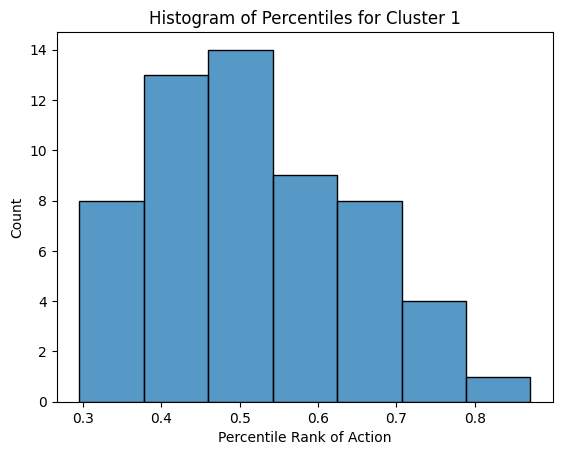 Histogram of Percentiles for Cluster 1
14
12
10
8
6
4
2
0
Count
0.3 0.4 0.5 0.6 0.7 0.8
Percentile Rank of Action